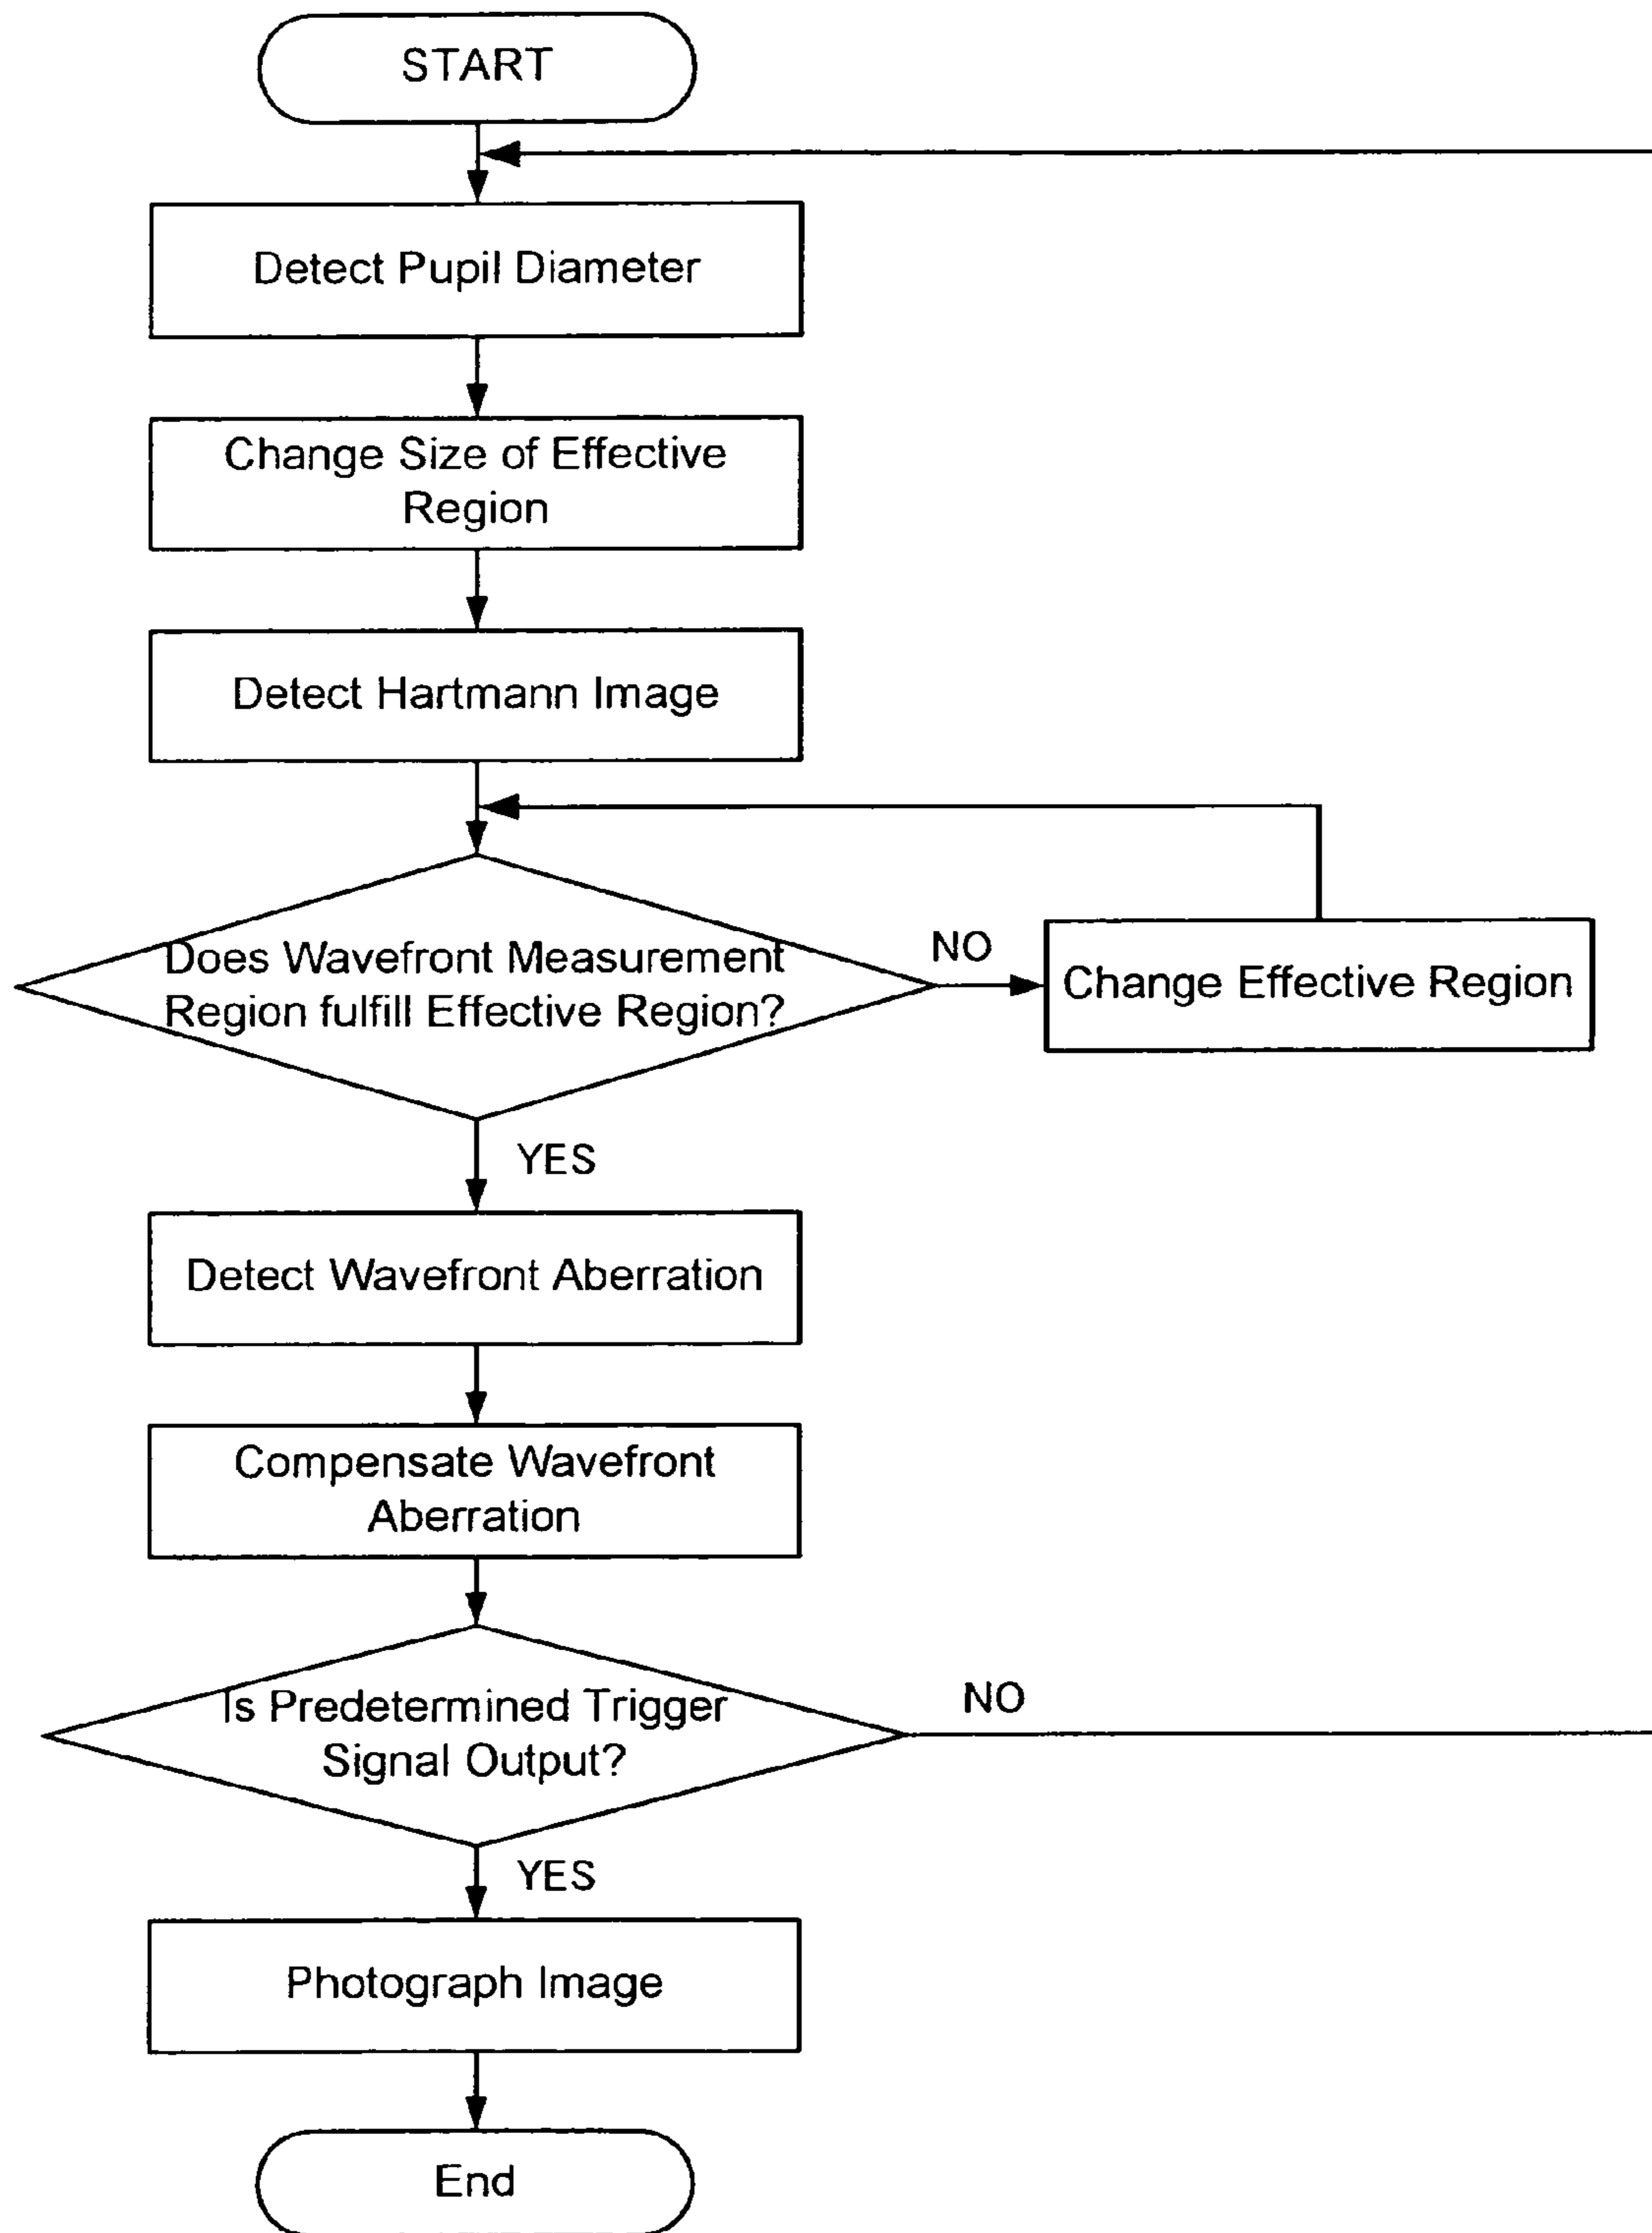 START
Detect Pupil Diameter
Change Size of Effective
Region
Detect Hartmann Image
Does Wavefront Measurement
Region fulfill Effective Region?
NO
Change Effective Region
YES
Detect Wavefront Aberration
Compensate Wavefront
Aberration
Is Predetermined Trigger
Signal Output?
NO
YES
Photograph Image
End